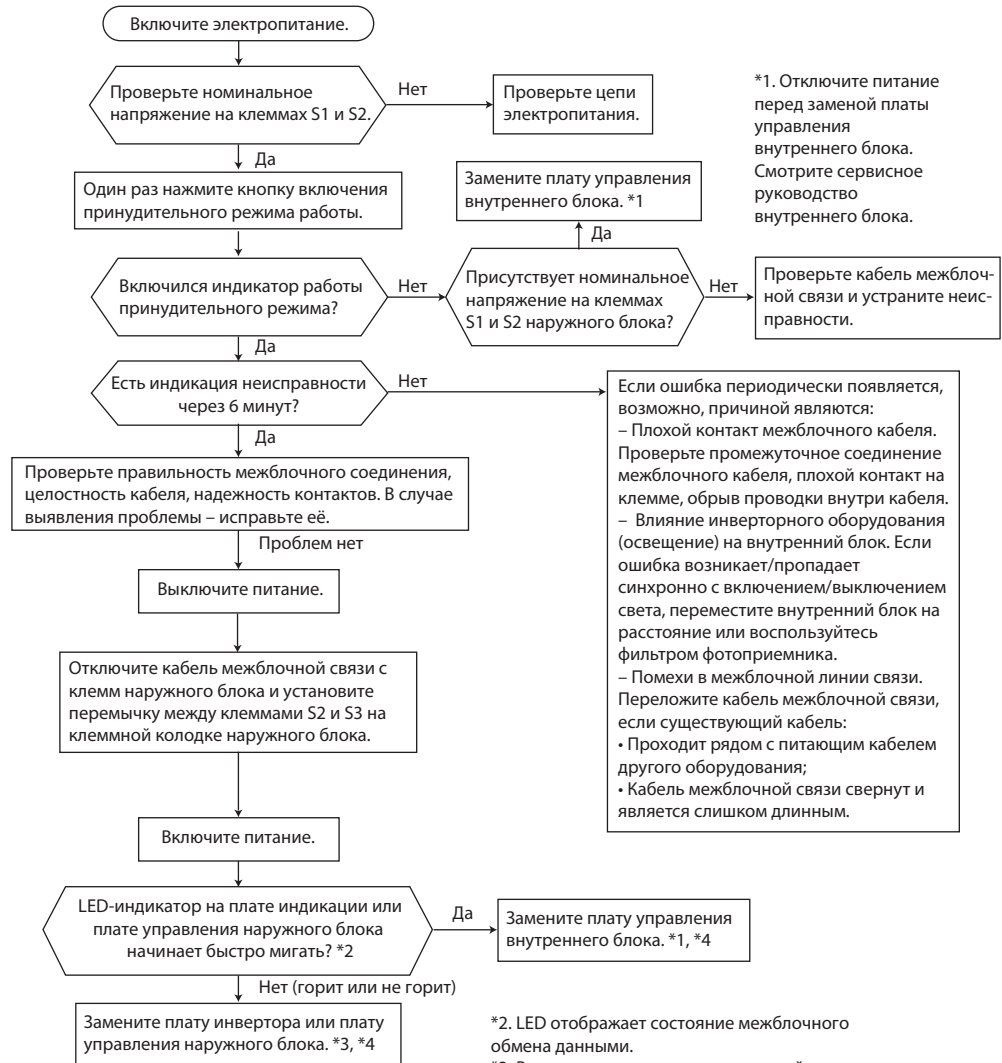 Включите электропитание.
Проверьте номинальное
напряжение на клеммах S1 и S2.
Нет
Проверьте цепи
электропитания.
*1. Отключите питание
перед заменой платы
управления
внутреннего блока.
Смотрите сервисное
руководство
внутреннего блока.
Да
Один раз нажмите кнопку включения
принудительного режима работы.
Замените плату управления
внутреннего блока. *1
Да
Включился индикатор работы
принудительного режима?
Нет
Присутствует номинальное
напряжение на клеммах
S1 и S2 наружного блока?
Нет
Проверьте кабель межблоч-
ной связи и устраните неис-
правности.
Да
Есть индикация неисправности
через 6 минут?
Нет
Если ошибка периодически появляется,
возможно, причиной являются:
– Плохой контакт межблочного кабеля.
Проверьте промежуточное соединение
межблочного кабеля, плохой контакт на
клемме, обрыв проводки внутри кабеля.
– Влияние инверторного оборудования
(освещение) на внутренний блок. Если
ошибка возникает/пропадает
синхронно с включением/выключением
света, переместите внутренний блок на
расстояние или воспользуйтесь
фильтром фотоприемника.
– Помехи в межблочной линии связи.
Переложите кабель межблочной связи,
если существующий кабель:
• Проходит рядом с питающим кабелем
другого оборудования;
• Кабель межблочной связи свернут и
является слишком длинным.
Да
Проверьте правильность межблочного соединения,
целостность кабеля, надежность контактов. В случае
выявления проблемы – исправьте её.
Проблем нет
Выключите питание.
Отключите кабель межблочной связи с
клемм наружного блока и установите
перемычку между клеммами S2 и S3 на
клеммной колодке наружного блока.
Включите питание.
LED-индикатор на плате индикации или
плате управления наружного блока
начинает быстро мигать? *2
Да
Замените плату управления
внутреннего блока. *1, *4
Нет (горит или не горит)
Замените плату инвертора или плату
управления наружного блока. *3, *4
*2. LED отображает состояние межблочного
обмена данными.